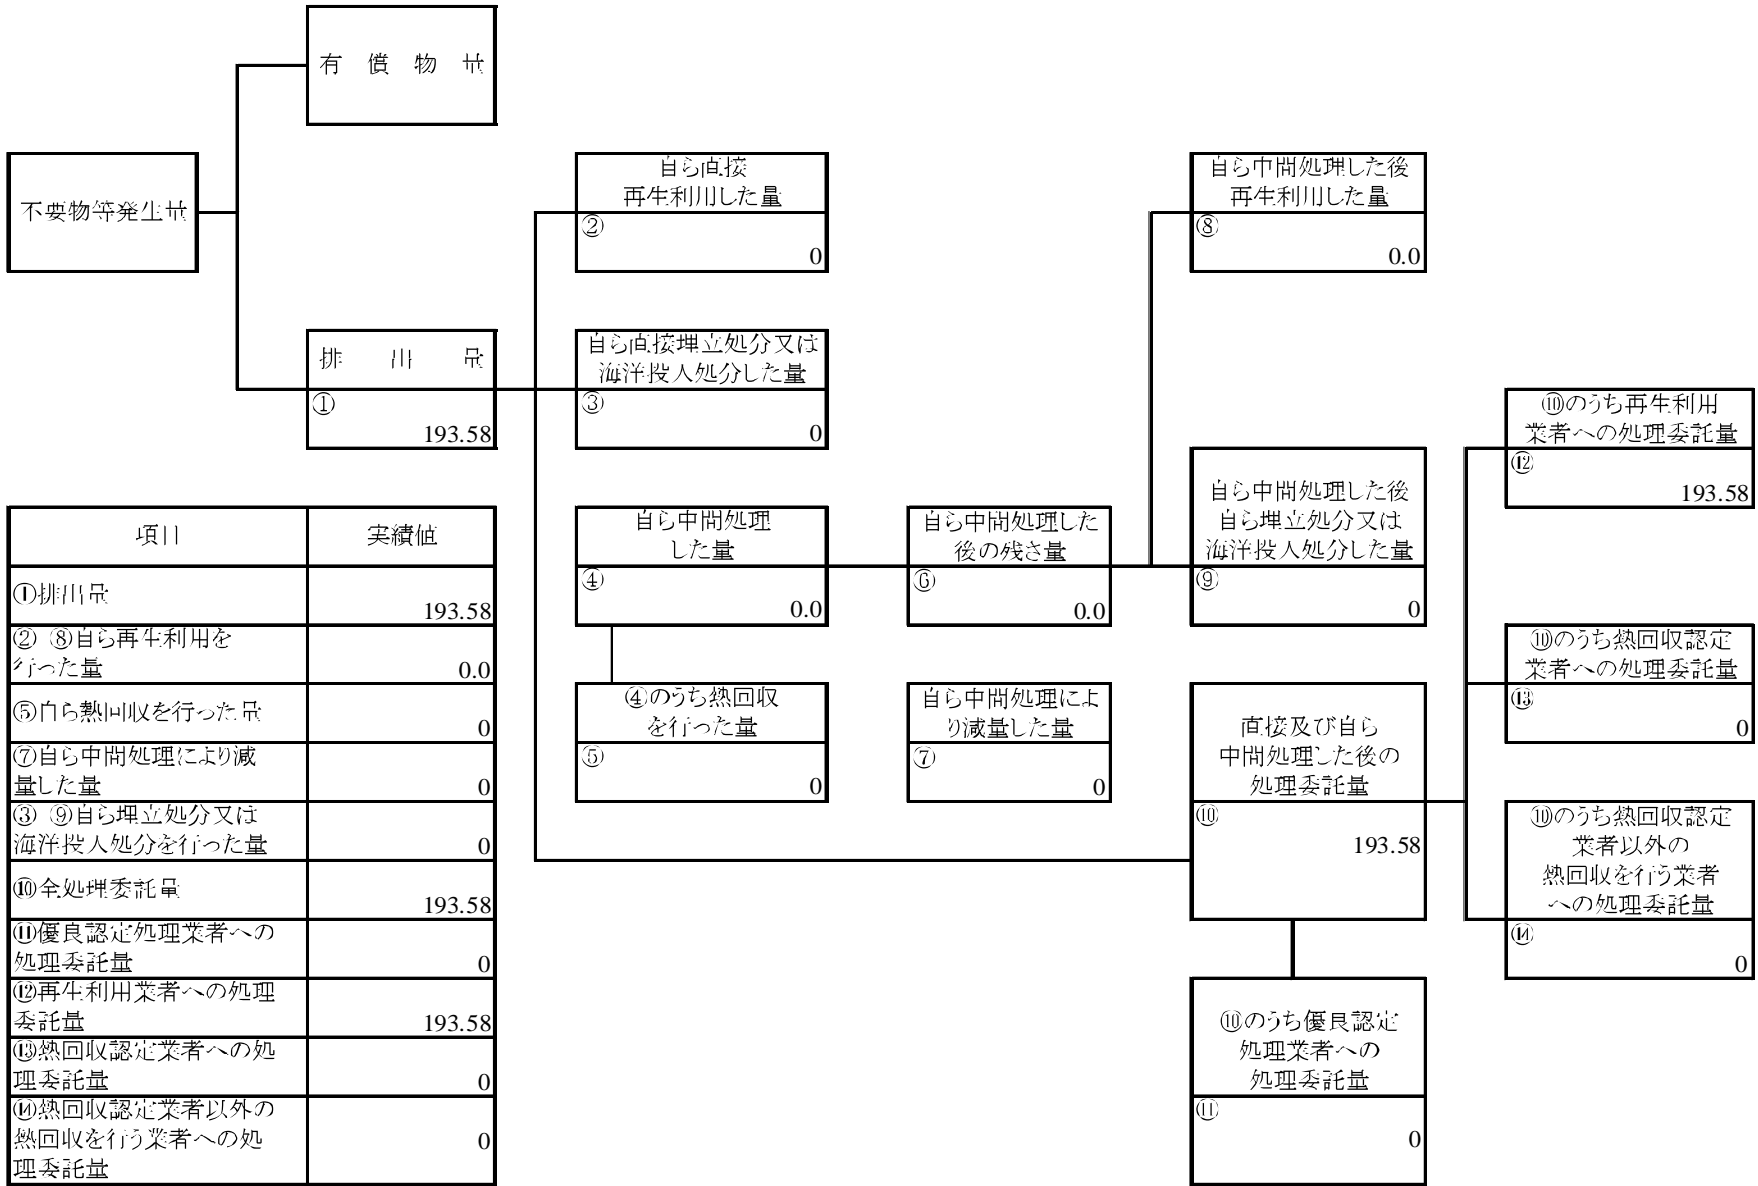 有償物量
不要物等発生量
自ら直接
再生利用した量
②
0
自ら中間処理した後
再生利用した量
⑧
0.0
排出量
①
193.58
自ら直接埋立処分又は
海洋投入処分した量
③
0
⑩のうち再生利用
業者への処理委託量
⑫
193.58
自ら中間処理
した量
④
0.0
自ら中間処理した
後の残さ量
⑥
0.0
自ら中間処理した後
自ら埋立処分又は
海洋投入処分した量
⑨
0
④のうち熱回収
を行った量
⑤
0
自ら中間処理によ
り減量した量
⑦
0
直接及び自ら
中間処理した後の
処理委託量
⑩
193.58
⑩のうち熱回収認定
業者への処理委託量
⑬
0
⑩のうち熱回収認定
業者以外の
熱回収を行う業者
への処理委託量
⑭
0
⑩のうち優良認定
処理業者への
処理委託量
⑪
0
項目 実績値
①排出量
193.58
② ⑧自ら再生利用を
行った量
0.0
⑤自ら熱回収を行った量
0
⑦自ら中間処理により減
量した量
0
③ ⑨自ら埋立処分又は
海洋投入処分を行った量
0
⑩全処理委託量
193.58
⑪優良認定処理業者への
処理委託量
0
⑫再生利用業者への処理
委託量
193.58
⑬熱回収認定業者への処
理委託量
0
⑭熱回収認定業者以外の
熱回収を行う業者への処
理委託量
0